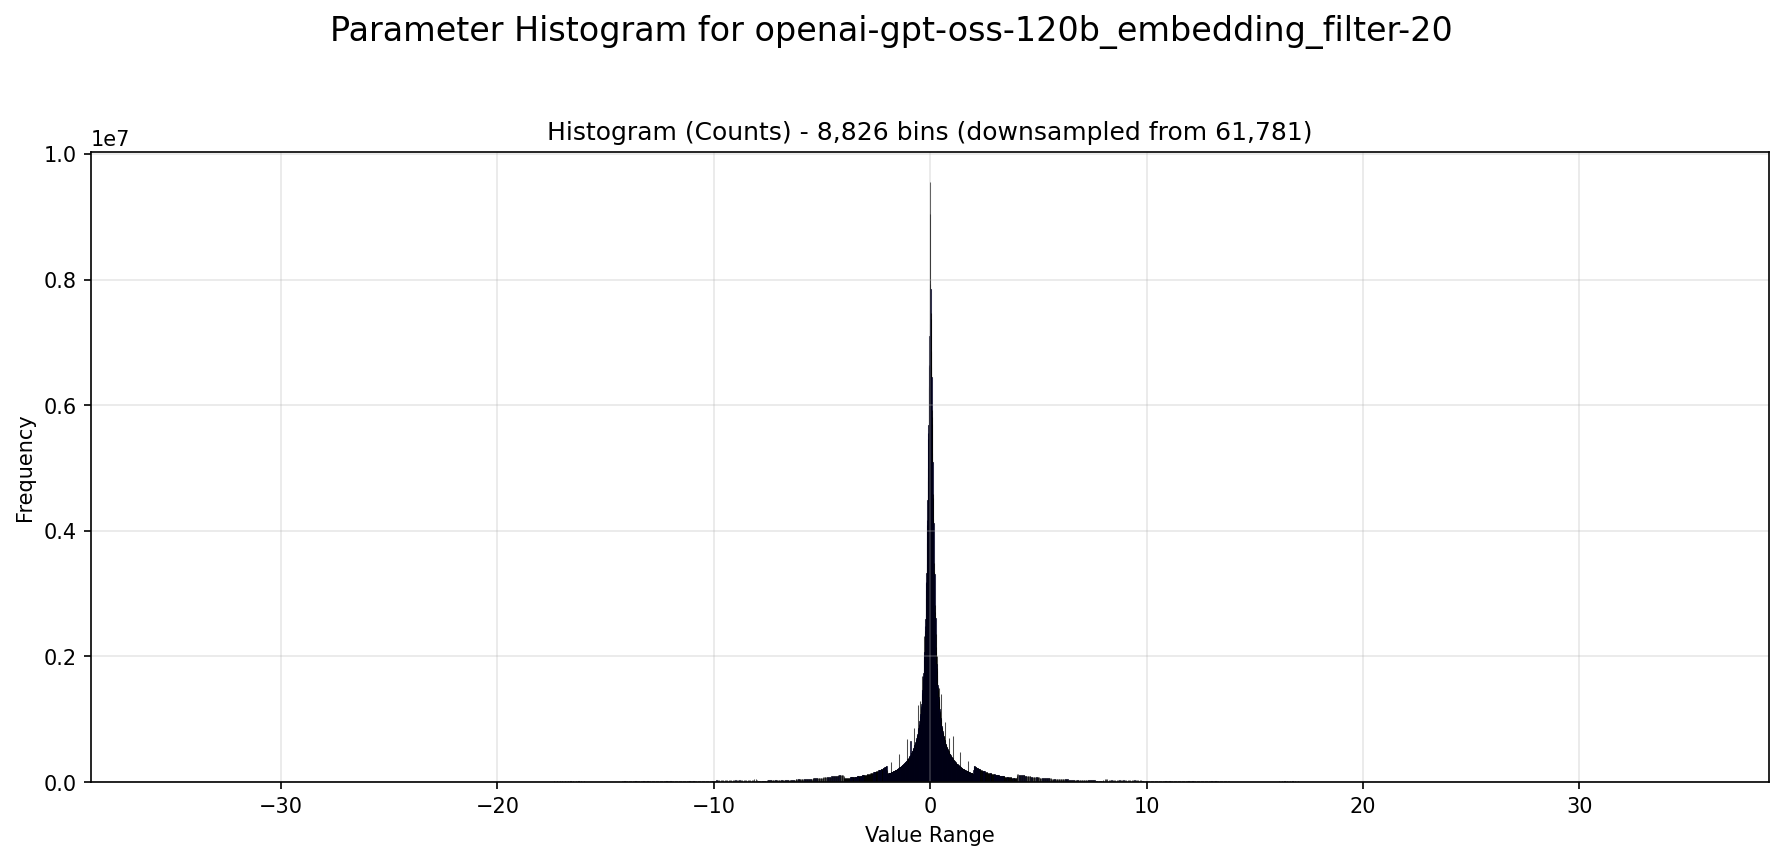 Parameter Histogram for openai-gpt-oss-120b_embedding_filter-20
Histogram (Counts) - 8,826 bins (downsampled from 61,781)
1e7
1.0
0.8
0.6
0.4
0.2
0.0
Frequency
−30 −20 −10 0 10 20 30
Value Range